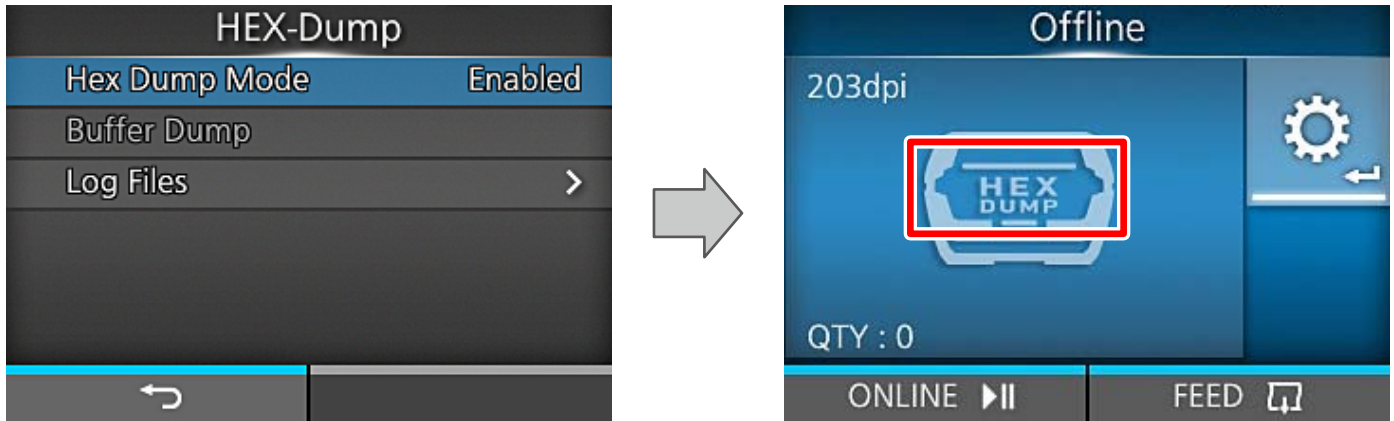 HEX-Dump
Hex Dump Mode Enabled
Buffer Dump
Log Files
Offline
203dpi
HEX
DUMP
QTY : 0
ONLINE FEED